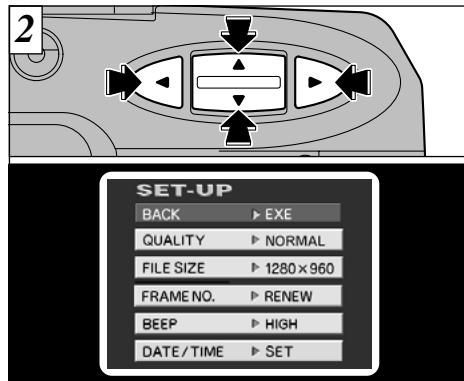 2
SET-UP
BACK ▶ EXE
QUALITY ▶ NORMAL
FILE SIZE ▶ 1280×960
FRAME NO. ▶ RENEW
BEEP ▶ HIGH
DATE/TIME ▶ SET